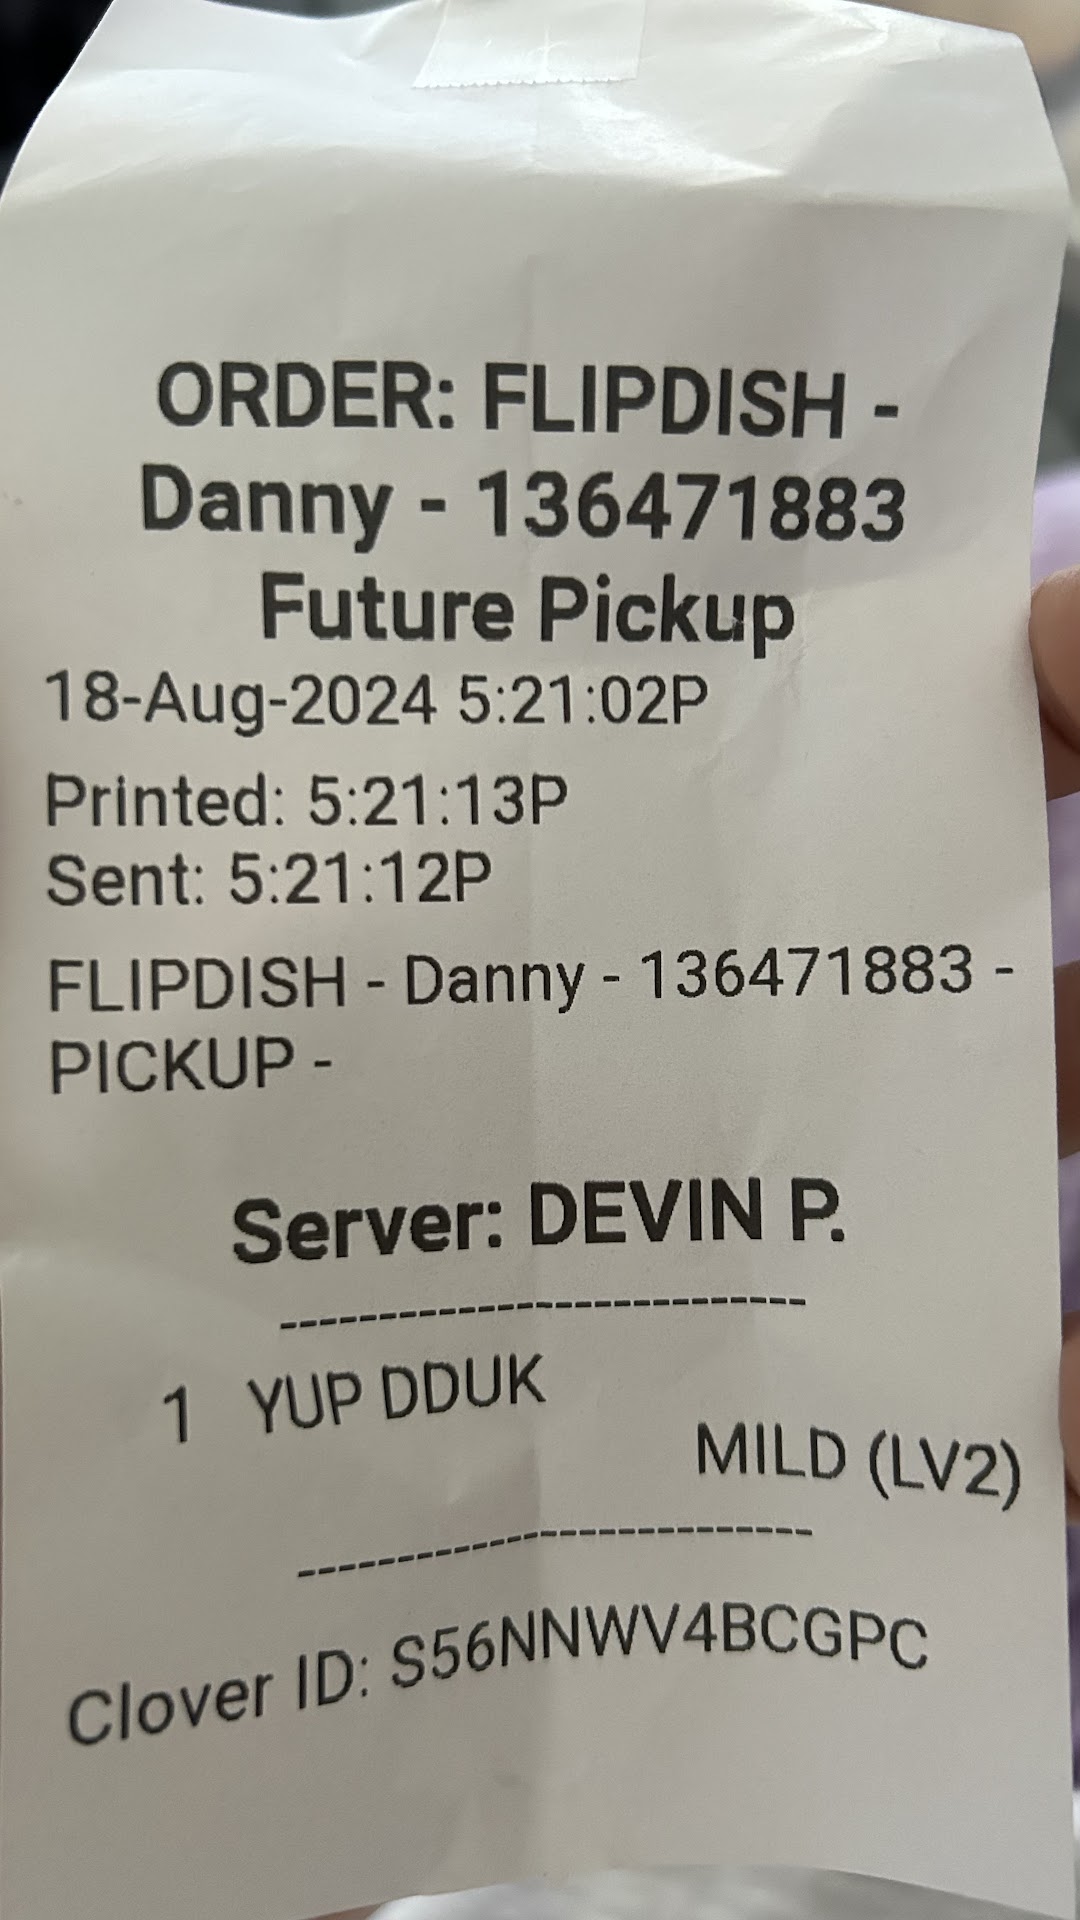 ORDER: FLIPDISH -
Danny - 136471883
Future Pickup
18-Aug-2024 5:21:02P
Printed: 5:21:13P
Sent: 5:21:12P
FLIPDISH - Danny - 136471883 -
PICKUP -
Server: DEVIN P.
------------------------------
1 YUP DDUK
MILD (LV2)
------------------------------
Clover ID: S56NNWV4BCGPC